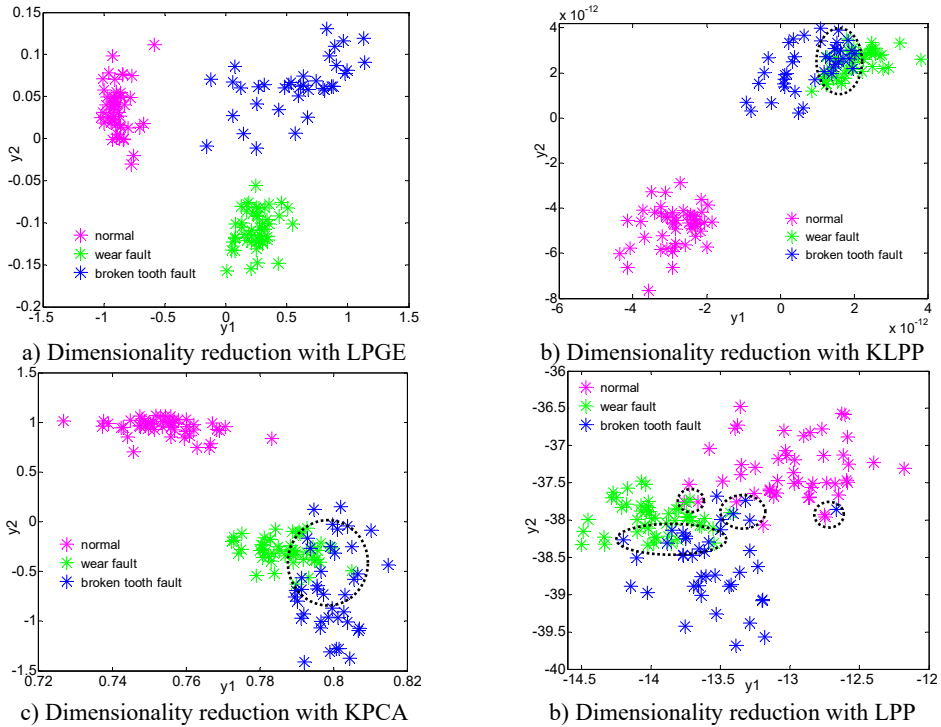 0.15
0.1
0.05
0
-0.05
-0.1
-0.15
-0.2
y2
normal
wear fault
broken tooth fault
-1.5 -1 -0.5 0 0.5 1 1.5
y1
a) Dimensionality reduction with LPGE
x 10⁻¹²
4
2
0
-2
-4
-6
-8
y2
normal
wear fault
broken tooth fault
-6 -4 -2 0 2 4
y1
x 10⁻¹²
b) Dimensionality reduction with KLPP
1.5
1
0.5
0
-0.5
-1
-1.5
y2
normal
wear fault
broken tooth fault
0.72 0.74 0.76 0.78 0.8 0.82
y1
c) Dimensionality reduction with KPCA
-36
-36.5
-37
-37.5
-38
-38.5
-39
-39.5
-40
y2
normal
wear fault
broken tooth fault
-14.5 -14 -13.5 -13 -12.5 -12
y1
b) Dimensionality reduction with LPP